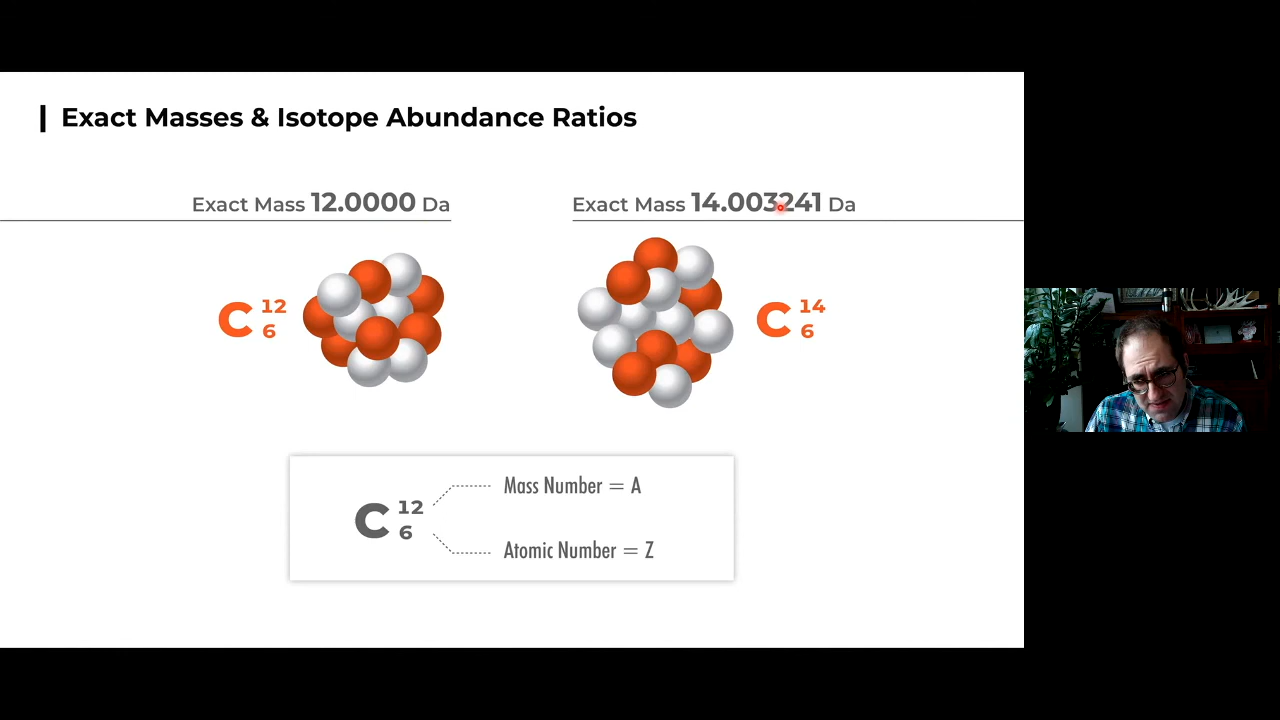 Exact Masses & Isotope Abundance Ratios
Exact Mass 12.0000 Da
Exact Mass 14.003241 Da
C 12 6
C 14 6
C 12 6
Mass Number = A
Atomic Number = Z